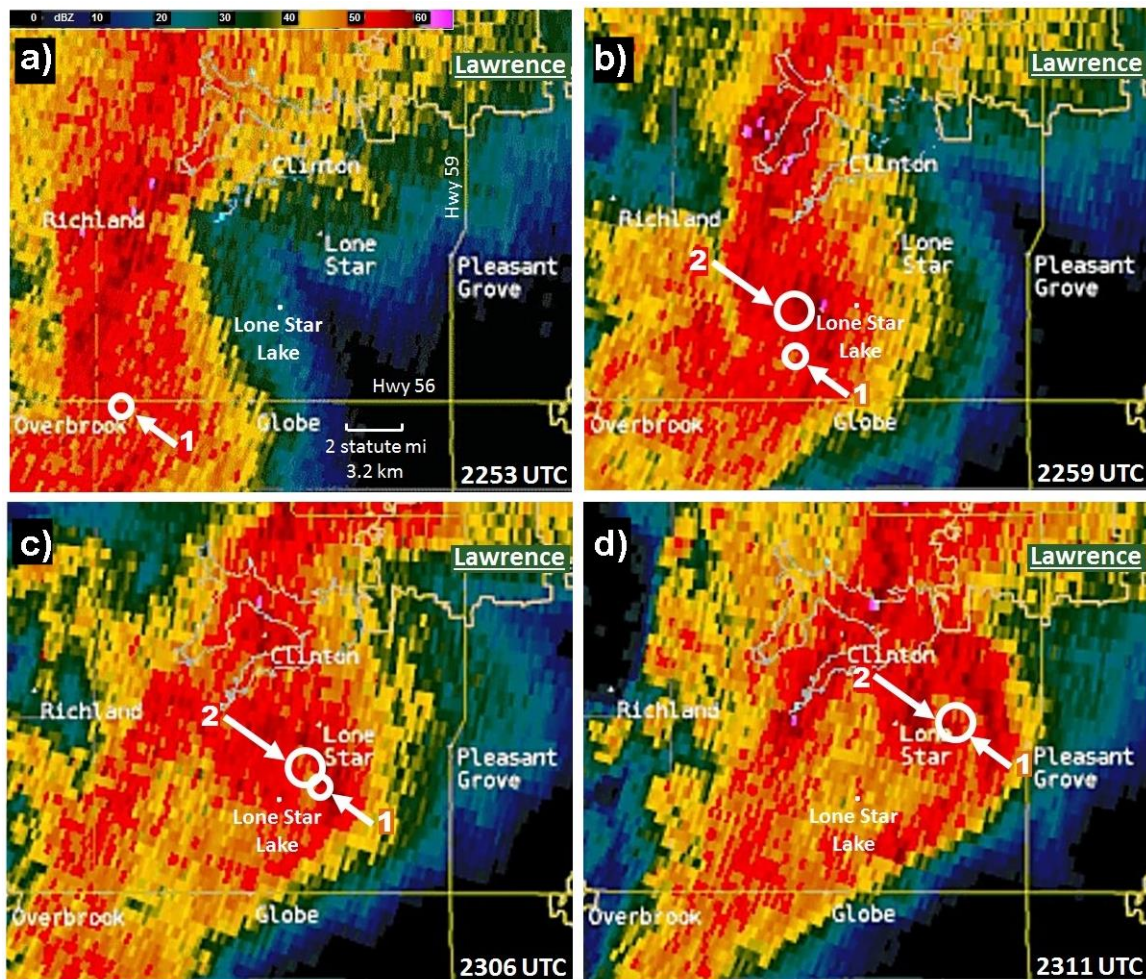 0 dBZ 10 20 30 40 50 60
a)
Lawrence
Clinton
Hwy 59
Richland
Lone
Star
Pleasant
Grove
Lone Star
Lake
Hwy 56
Overbrook
Globe
1
2 statute mi
3.2 km
2253 UTC
b)
Lawrence
Clinton
Richland
Lone
Star
2
Pleasant
Grove
Lone Star
Lake
1
Overbrook
Globe
2259 UTC
c)
Lawrence
Clinton
Richland
2
Lone
Star
Pleasant
Grove
Lone Star
Lake
1
Overbrook
Globe
2306 UTC
d)
Lawrence
Clinton
2
Richland
Lone
Star
1
Pleasant
Grove
Lone Star
Lake
Overbrook
Globe
2311 UTC